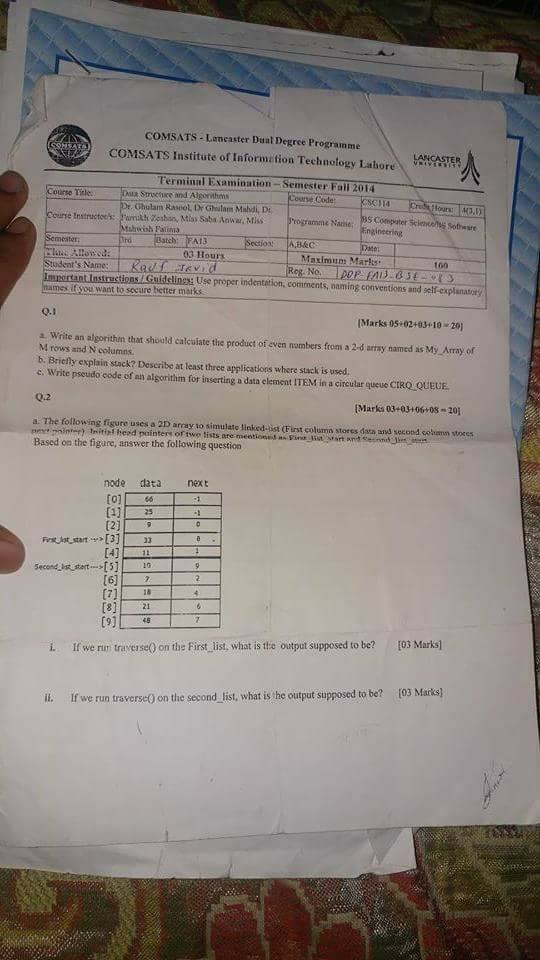 COMSATS
COMSATS - Lancaster Dual Degree Programme
COMSATS Institute of Information Technology Lahore
LANCASTER
UNIVERSITY
Terminal Examination – Semester Fall 2014
Course Title: Data Structure and Algorithms Course Code: CSC114 Credit Hours: 4(3,1)
Course Instructor/s: Dr. Ghulam Rasool, Dr Ghulam Mahdi, Dr. Farrukh Zeshan, Miss Saba Anwar, Miss Mahwish Fatima Programme Name: BS Computer Science/BS Software Engineering
Semester: 3rd Batch: FA13 Section: A,B&C Date:
Time Allowed: 03 Hours Maximum Marks: 100
Student's Name: Rauf Javid Reg. No. DDP-FA13-BSE-083
Important Instructions / Guidelines: Use proper indentation, comments, naming conventions and self-explanatory
names if you want to secure better marks.
Q.1
[Marks 05+02+03+10 = 20]
a. Write an algorithm that should calculate the product of even numbers from a 2-d array named as My_Array of
M rows and N columns.
b. Briefly explain stack? Describe at least three applications where stack is used.
c. Write pseudo code of an algorithm for inserting a data element ITEM in a circular queue CIRQ_QUEUE.
Q.2
[Marks 03+03+06+08 = 20]
a. The following figure uses a 2D array to simulate linked-list (First column stores data and second column stores
next pointer). Initial head pointers of two lists are mentioned as First_list_start and Second_list_start.
Based on the figure, answer the following question
node data next
[0] 66 -1
[1] 25 -1
[2] 9 0
First_list_start --->[3] 33 8
[4] 11 1
Second_list_start--->[5] 10 9
[6] 7 2
[7] 18 4
[8] 21 6
[9] 48 7
i. If we run traverse() on the First_list, what is the output supposed to be? [03 Marks]
ii. If we run traverse() on the second_list, what is the output supposed to be? [03 Marks]